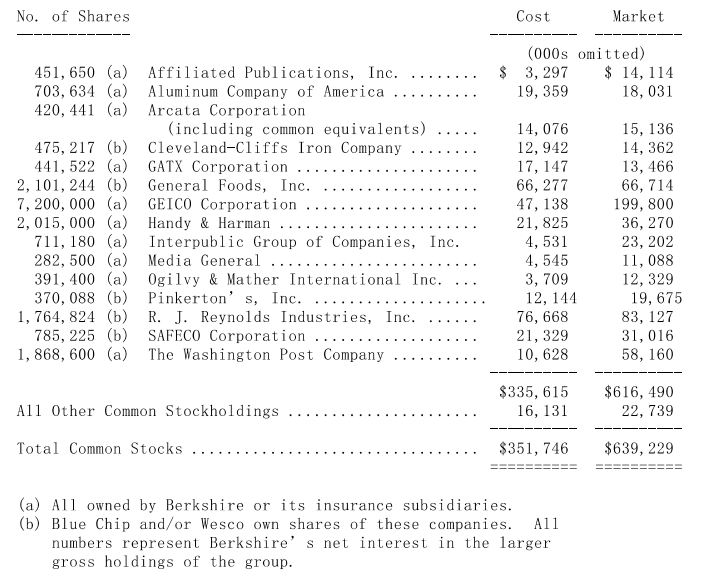 No. of Shares Cost Market
------------- ---------- ----------
(000s omitted)
451,650 (a) Affiliated Publications, Inc. ........ $ 3,297 $ 14,114
703,634 (a) Aluminum Company of America .......... 19,359 18,031
420,441 (a) Arcata Corporation
(including common equivalents) ..... 14,076 15,136
475,217 (b) Cleveland-Cliffs Iron Company ........ 12,942 14,362
441,522 (a) GATX Corporation ..................... 17,147 13,466
2,101,244 (b) General Foods, Inc. .................. 66,277 66,714
7,200,000 (a) GEICO Corporation .................... 47,138 199,800
2,015,000 (a) Handy & Harman ....................... 21,825 36,270
711,180 (a) Interpublic Group of Companies, Inc. 4,531 23,202
282,500 (a) Media General ........................ 4,545 11,088
391,400 (a) Ogilvy & Mather International Inc. ... 3,709 12,329
370,088 (b) Pinkerton’s, Inc. .................... 12,144 19,675
1,764,824 (b) R. J. Reynolds Industries, Inc. ...... 76,668 83,127
785,225 (b) SAFECO Corporation ................... 21,329 31,016
1,868,600 (a) The Washington Post Company .......... 10,628 58,160
---------- ----------
$335,615 $616,490
All Other Common Stockholdings ....................... 16,131 22,739
---------- ----------
Total Common Stocks .................................. $351,746 $639,229
========== ==========
(a) All owned by Berkshire or its insurance subsidiaries.
(b) Blue Chip and/or Wesco own shares of these companies. All
numbers represent Berkshire’s net interest in the larger
gross holdings of the group.